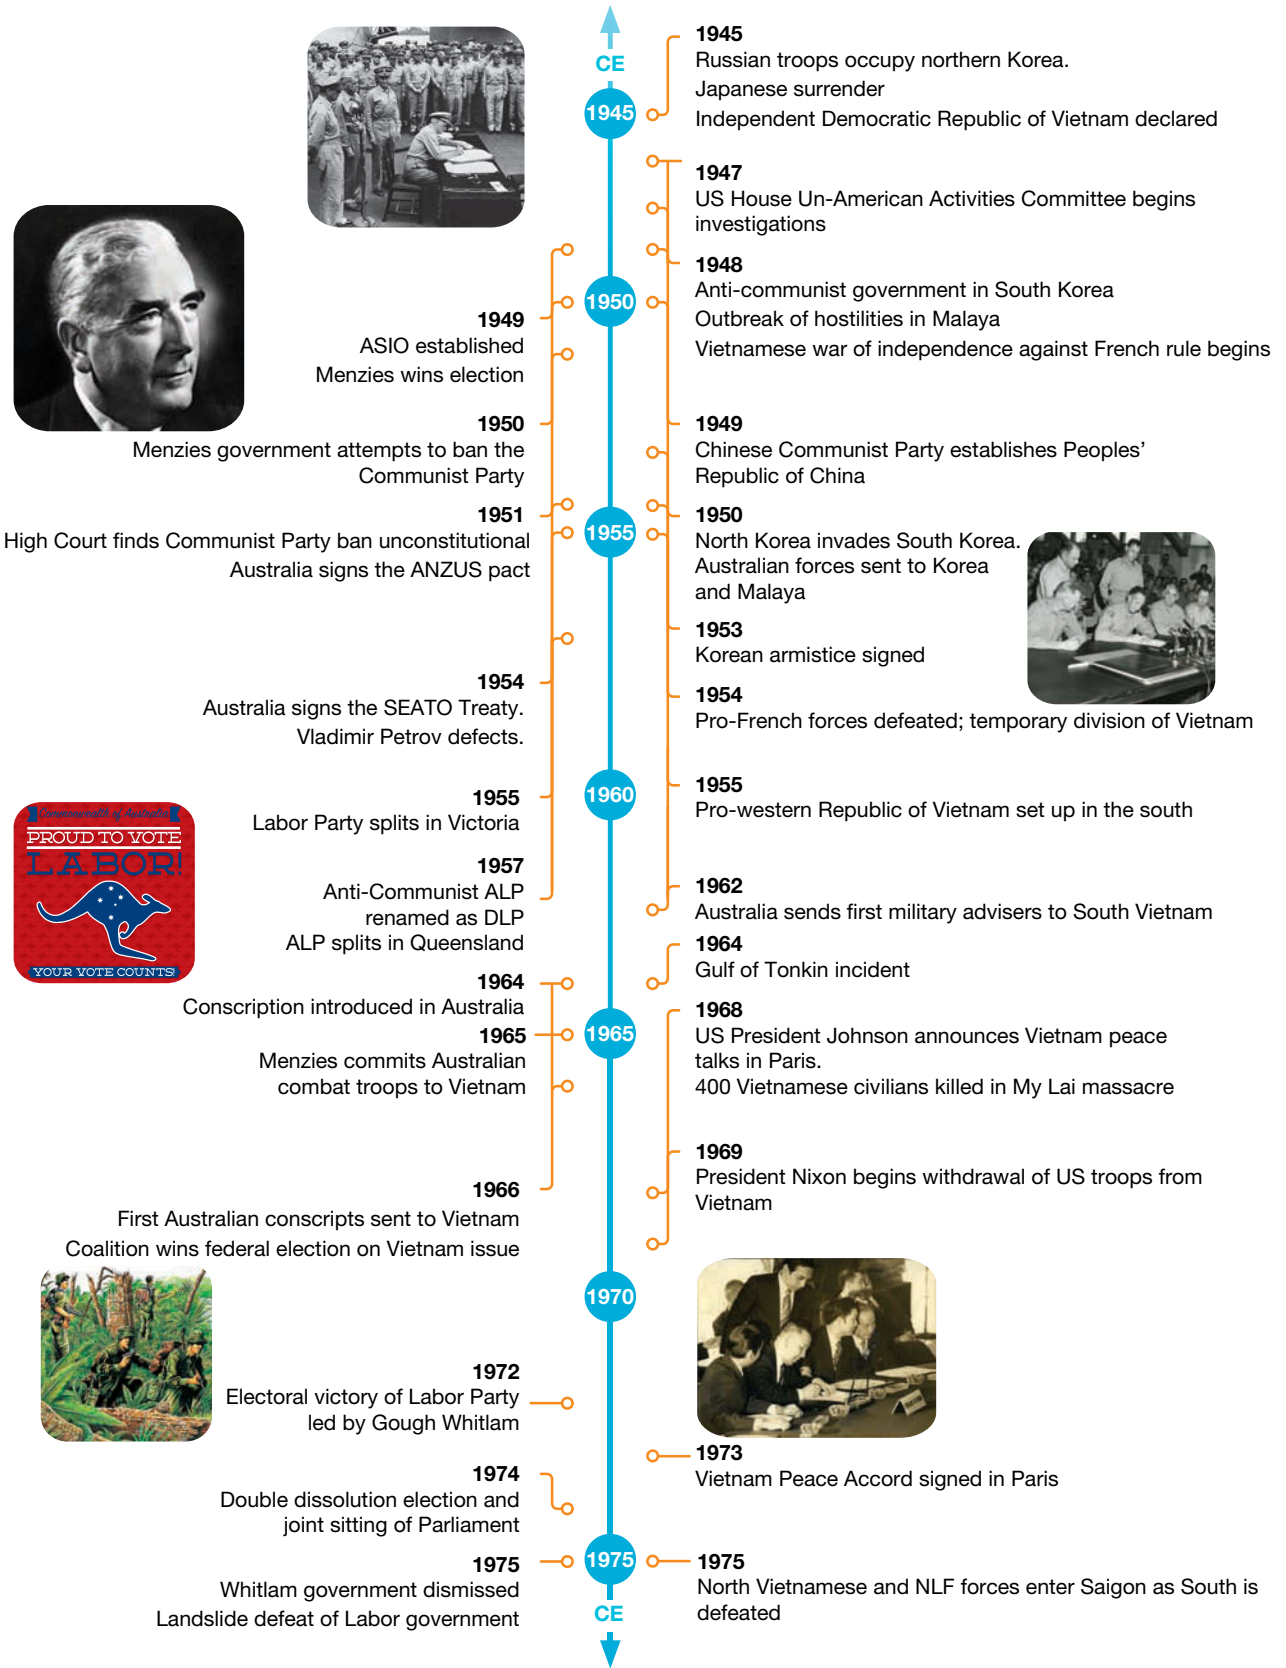 CE
1945
1945
Russian troops occupy northern Korea.
Japanese surrender
Independent Democratic Republic of Vietnam declared
1947
US House Un-American Activities Committee begins
investigations
1948
Anti-communist government in South Korea
Outbreak of hostilities in Malaya
Vietnamese war of independence against French rule begins
1950
1949
ASIO established
Menzies wins election
1950
Menzies government attempts to ban the
Communist Party
1949
Chinese Communist Party establishes Peoples’
Republic of China
1951
High Court finds Communist Party ban unconstitutional
Australia signs the ANZUS pact
1955
1950
North Korea invades South Korea.
Australian forces sent to Korea
and Malaya
1953
Korean armistice signed
1954
Australia signs the SEATO Treaty.
Vladimir Petrov defects.
1954
Pro-French forces defeated; temporary division of Vietnam
1960
1955
Labor Party splits in Victoria
1955
Pro-western Republic of Vietnam set up in the south
Commonwealth of Australia
PROUD TO VOTE
LABOR!
YOUR VOTE COUNTS!
1957
Anti-Communist ALP
renamed as DLP
ALP splits in Queensland
1962
Australia sends first military advisers to South Vietnam
1964
Gulf of Tonkin incident
1964
Conscription introduced in Australia
1965
Menzies commits Australian
combat troops to Vietnam
1965
1968
US President Johnson announces Vietnam peace
talks in Paris.
400 Vietnamese civilians killed in My Lai massacre
1966
First Australian conscripts sent to Vietnam
Coalition wins federal election on Vietnam issue
1969
President Nixon begins withdrawal of US troops from
Vietnam
1970
1972
Electoral victory of Labor Party
led by Gough Whitlam
1973
Vietnam Peace Accord signed in Paris
1974
Double dissolution election and
joint sitting of Parliament
1975
1975
Whitlam government dismissed
Landslide defeat of Labor government
1975
North Vietnamese and NLF forces enter Saigon as South is
defeated
CE